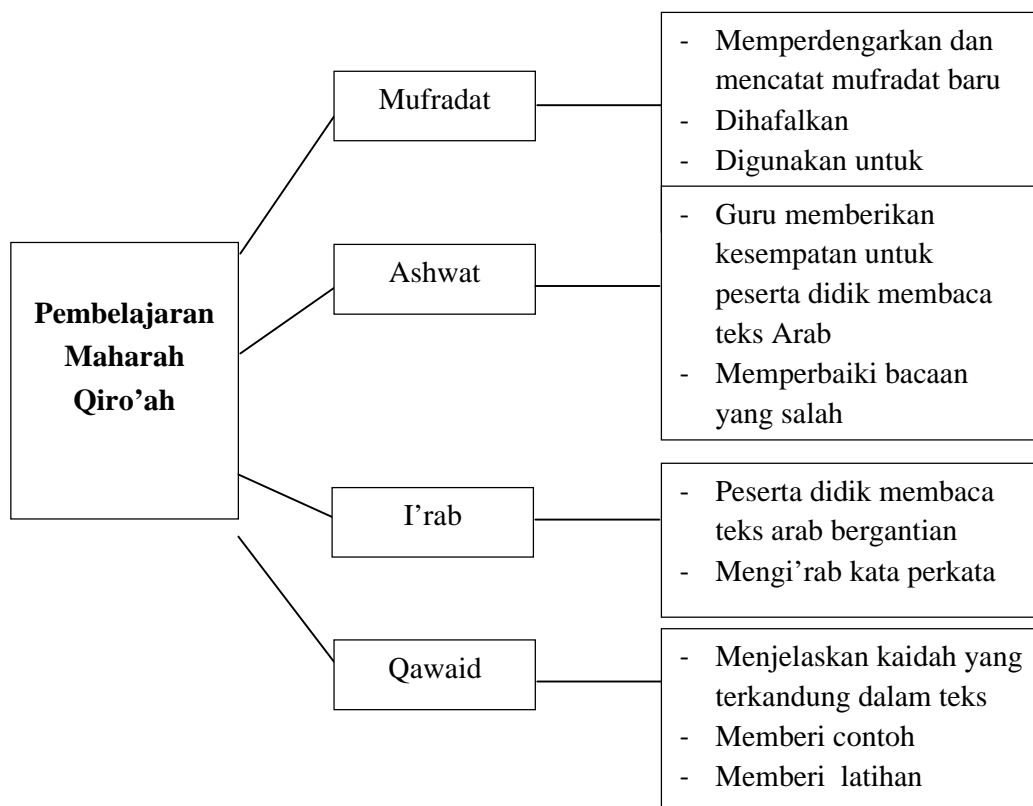 Pembelajaran
Maharah
Qiro’ah
Mufradat
- Memperdengarkan dan
mencatat mufradat baru
- Dihafalkan
- Digunakan untuk
Ashwat
- Guru memberikan
kesempatan untuk
peserta didik membaca
teks Arab
- Memperbaiki bacaan
yang salah
I’rab
- Peserta didik membaca
teks arab bergantian
- Mengi’rab kata perkata
Qawaid
- Menjelaskan kaidah yang
terkandung dalam teks
- Memberi contoh
- Memberi latihan